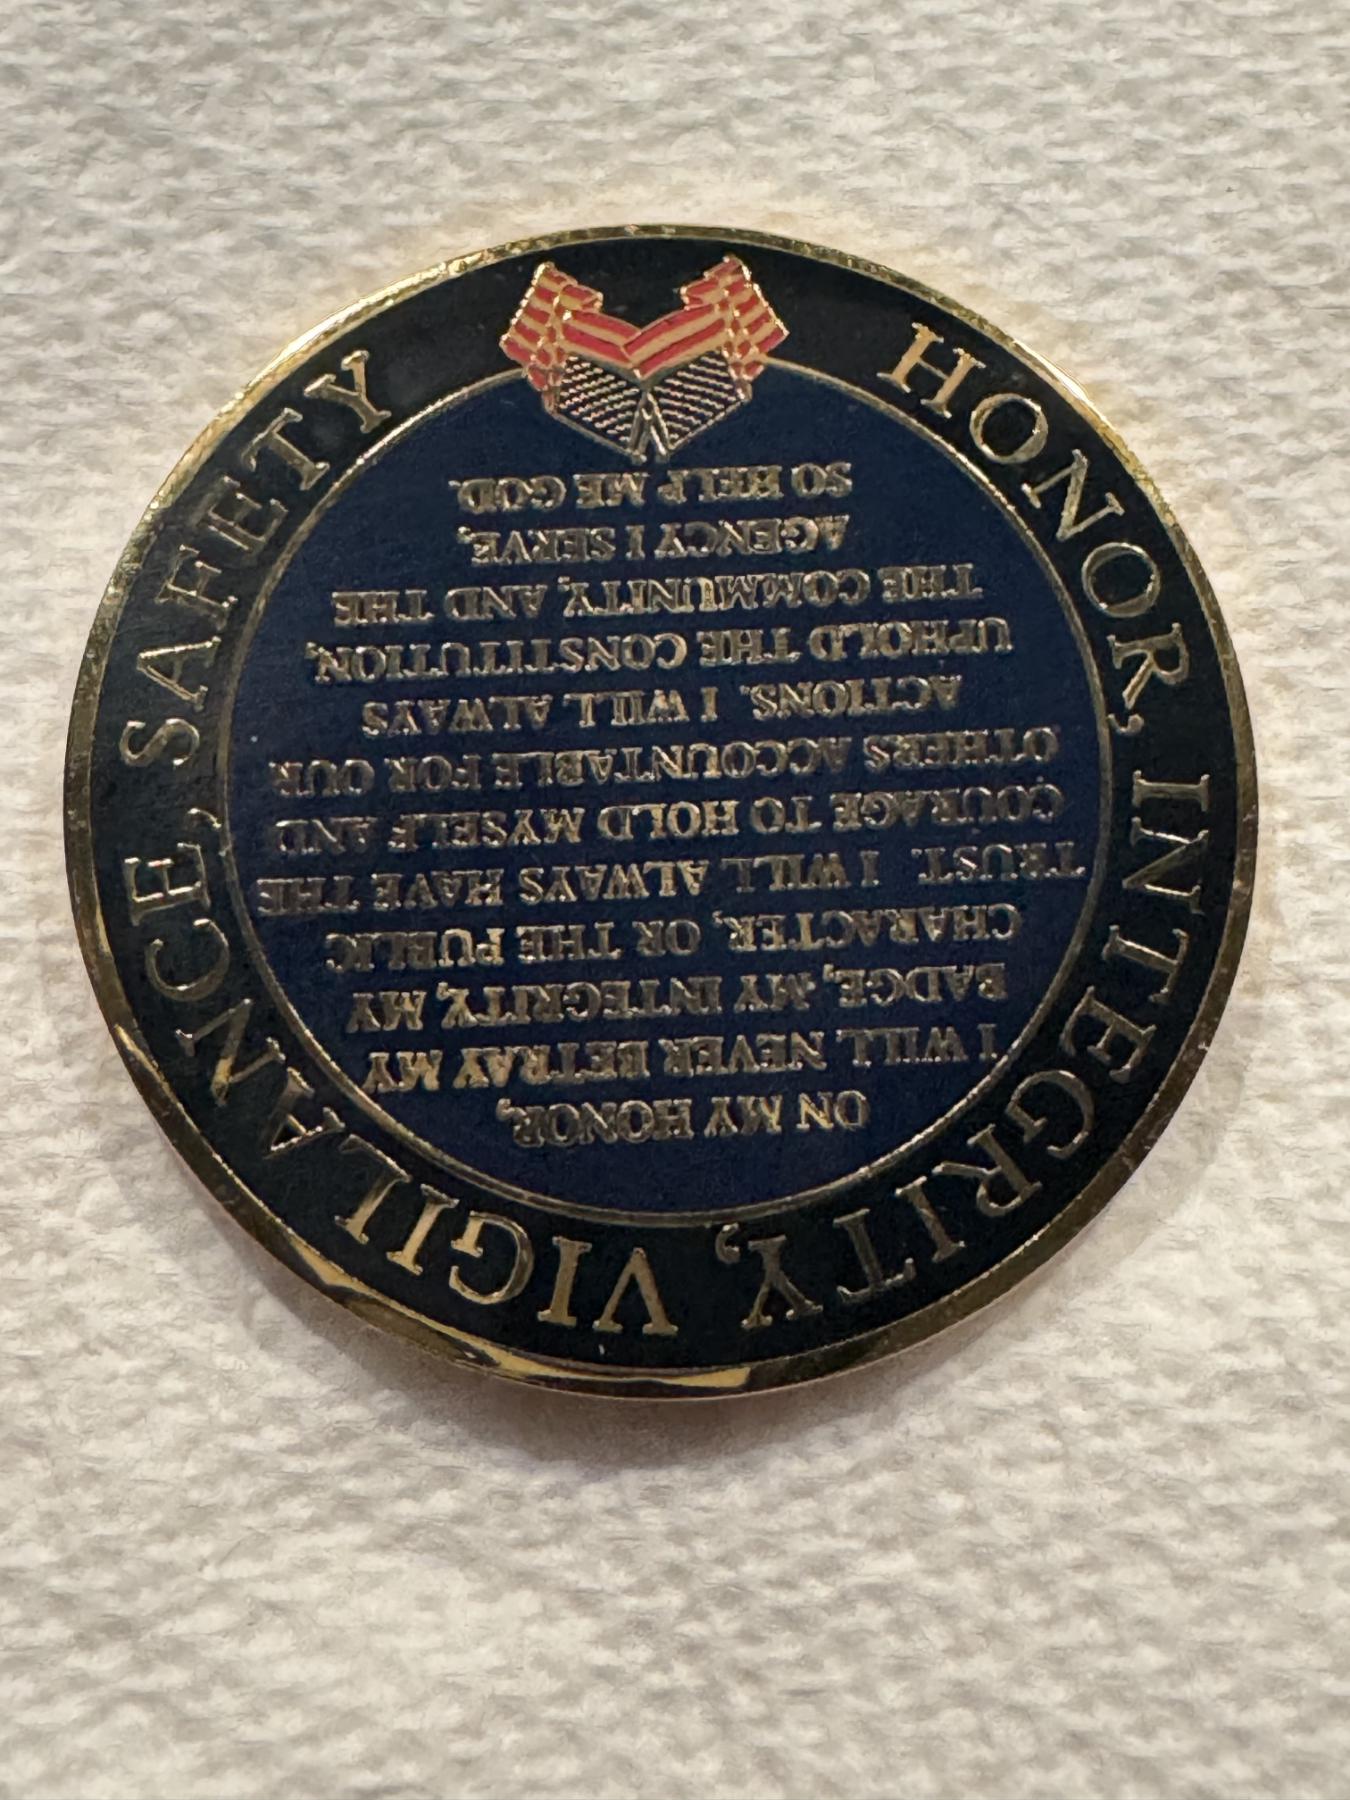 HONOR, INTEGRITY, VIGILANCE, SAFETY
ON MY HONOR,
I WILL NEVER BETRAY MY
BADGE, MY INTEGRITY, MY
CHARACTER, OR THE PUBLIC
TRUST. I WILL ALWAYS HAVE THE
COURAGE TO HOLD MYSELF AND
OTHERS ACCOUNTABLE FOR OUR
ACTIONS. I WILL ALWAYS
UPHOLD THE CONSTITUTION,
THE COMMUNITY, AND THE
AGENCY I SERVE,
SO HELP ME GOD.